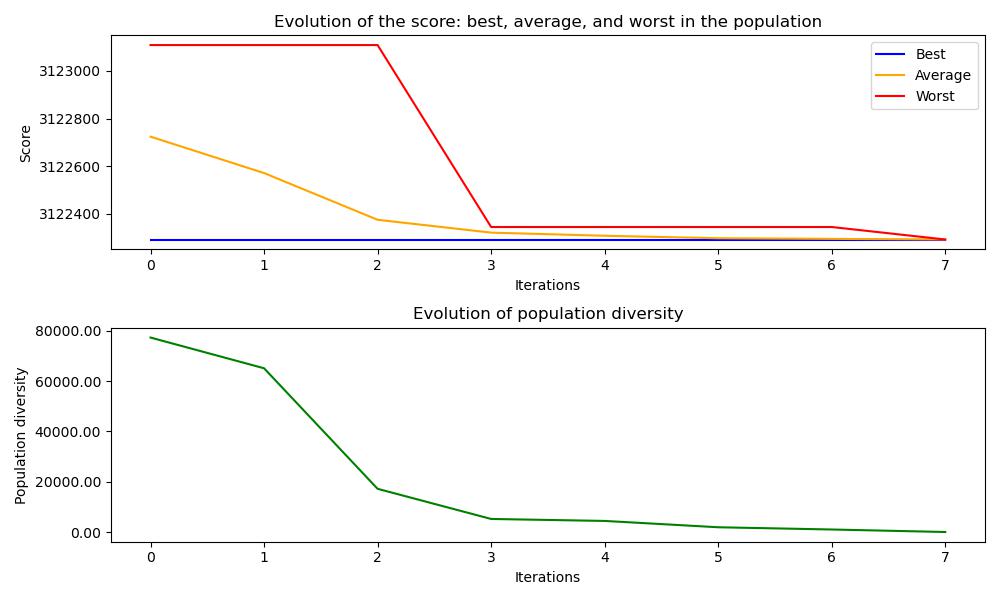 Evolution of the score: best, average, and worst in the population
3123000
3122800
3122600
3122400
Score
Best
Average
Worst
0 1 2 3 4 5 6 7
Iterations
Evolution of population diversity
80000.00
60000.00
40000.00
20000.00
0.00
Population diversity
0 1 2 3 4 5 6 7
Iterations